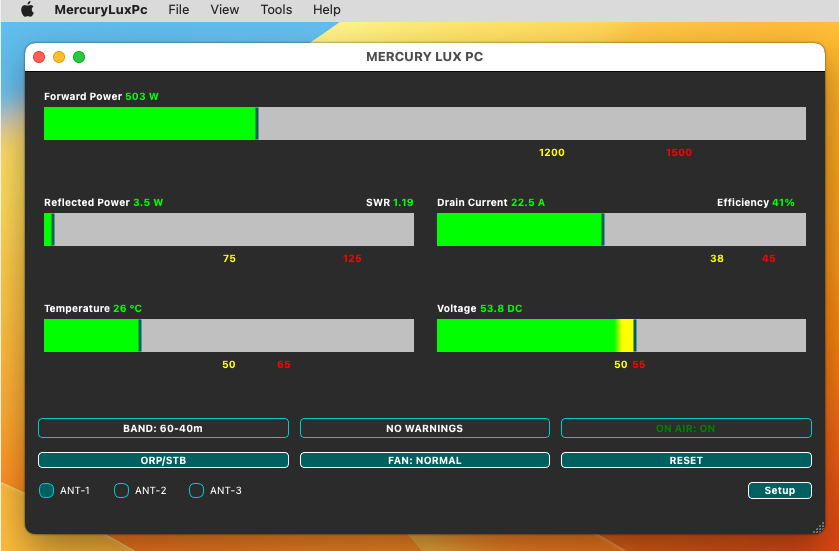 MercuryLuxPc File View Tools Help
MERCURY LUX PC
Forward Power 503 W
1200 1500
Reflected Power 3.5 W SWR 1.19 Drain Current 22.5 A Efficiency 41%
75 125 38 45
Temperature 26 °C Voltage 53.8 DC
50 65 50 55
BAND: 60-40m NO WARNINGS ON AIR: ON
ORP/STB FAN: NORMAL RESET
ANT-1 ANT-2 ANT-3 Setup